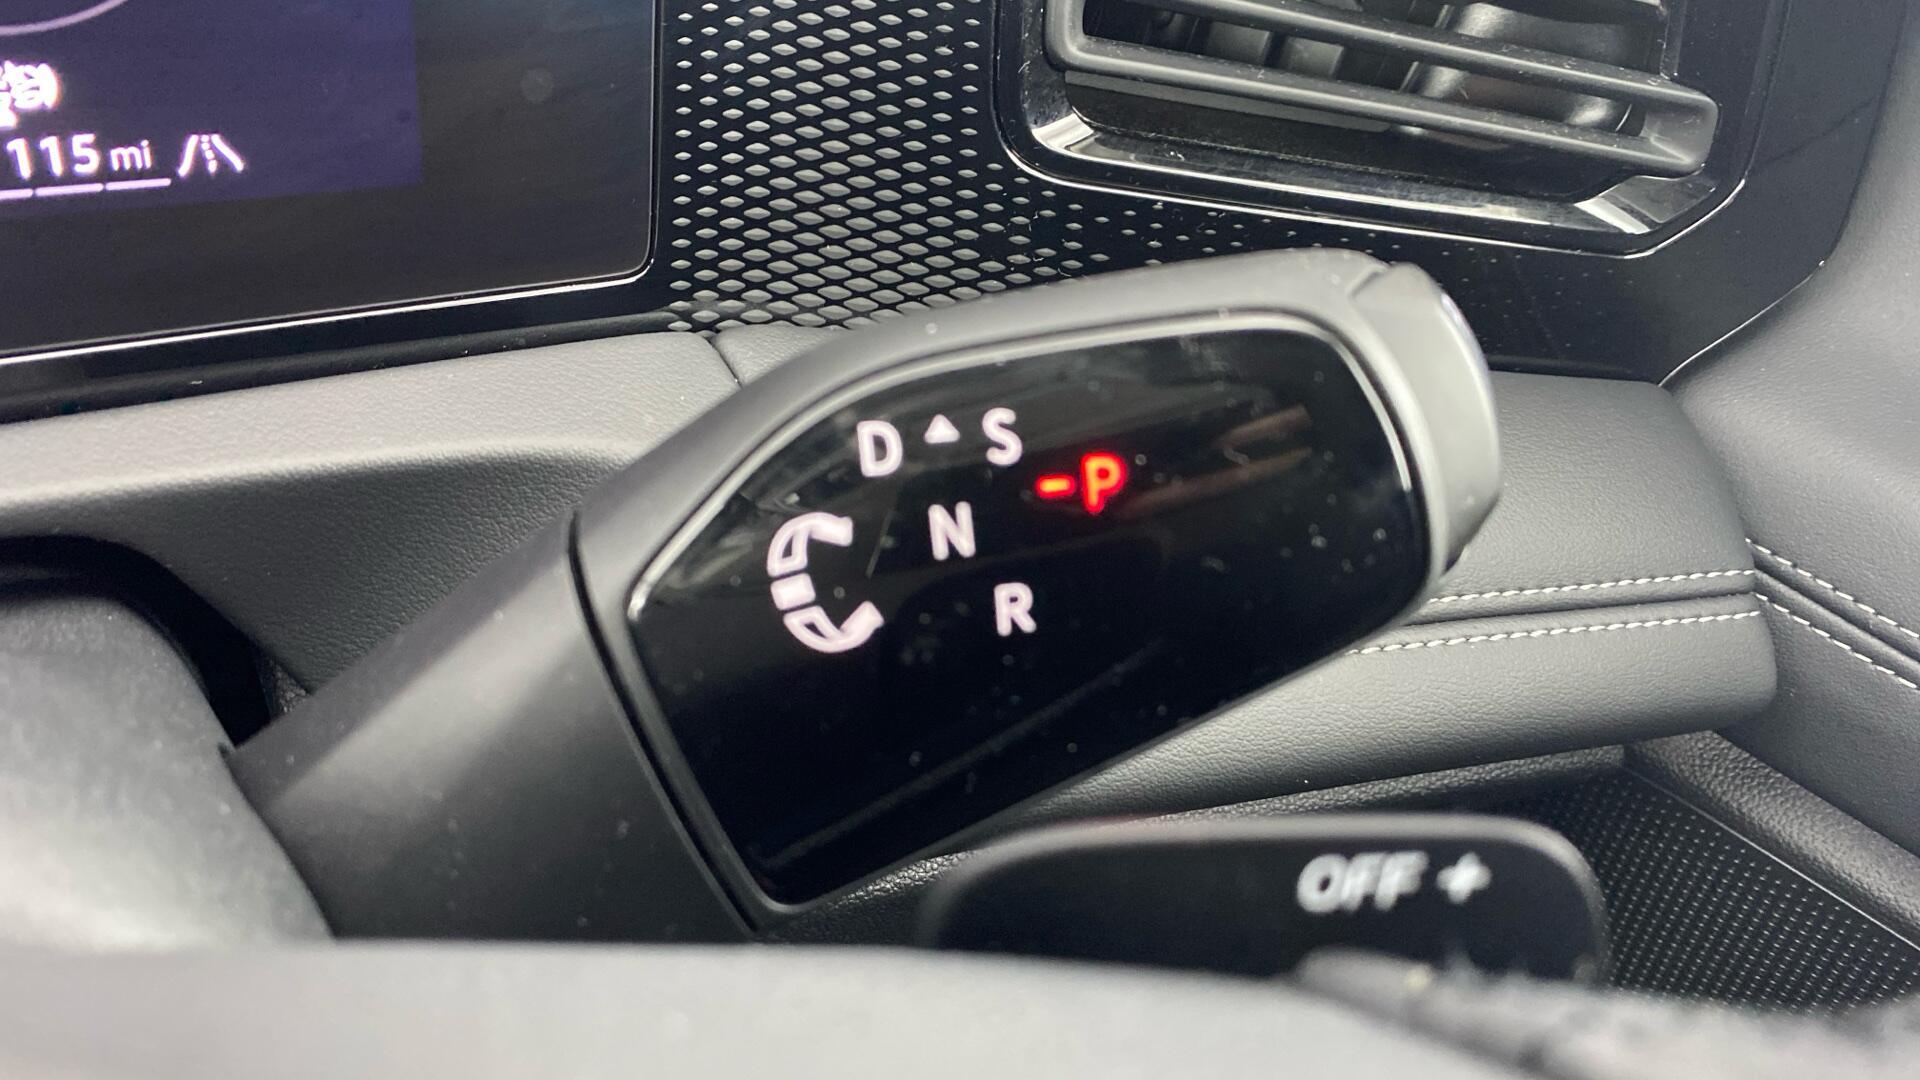 115 mi
D S
-P
N
R
OFF +